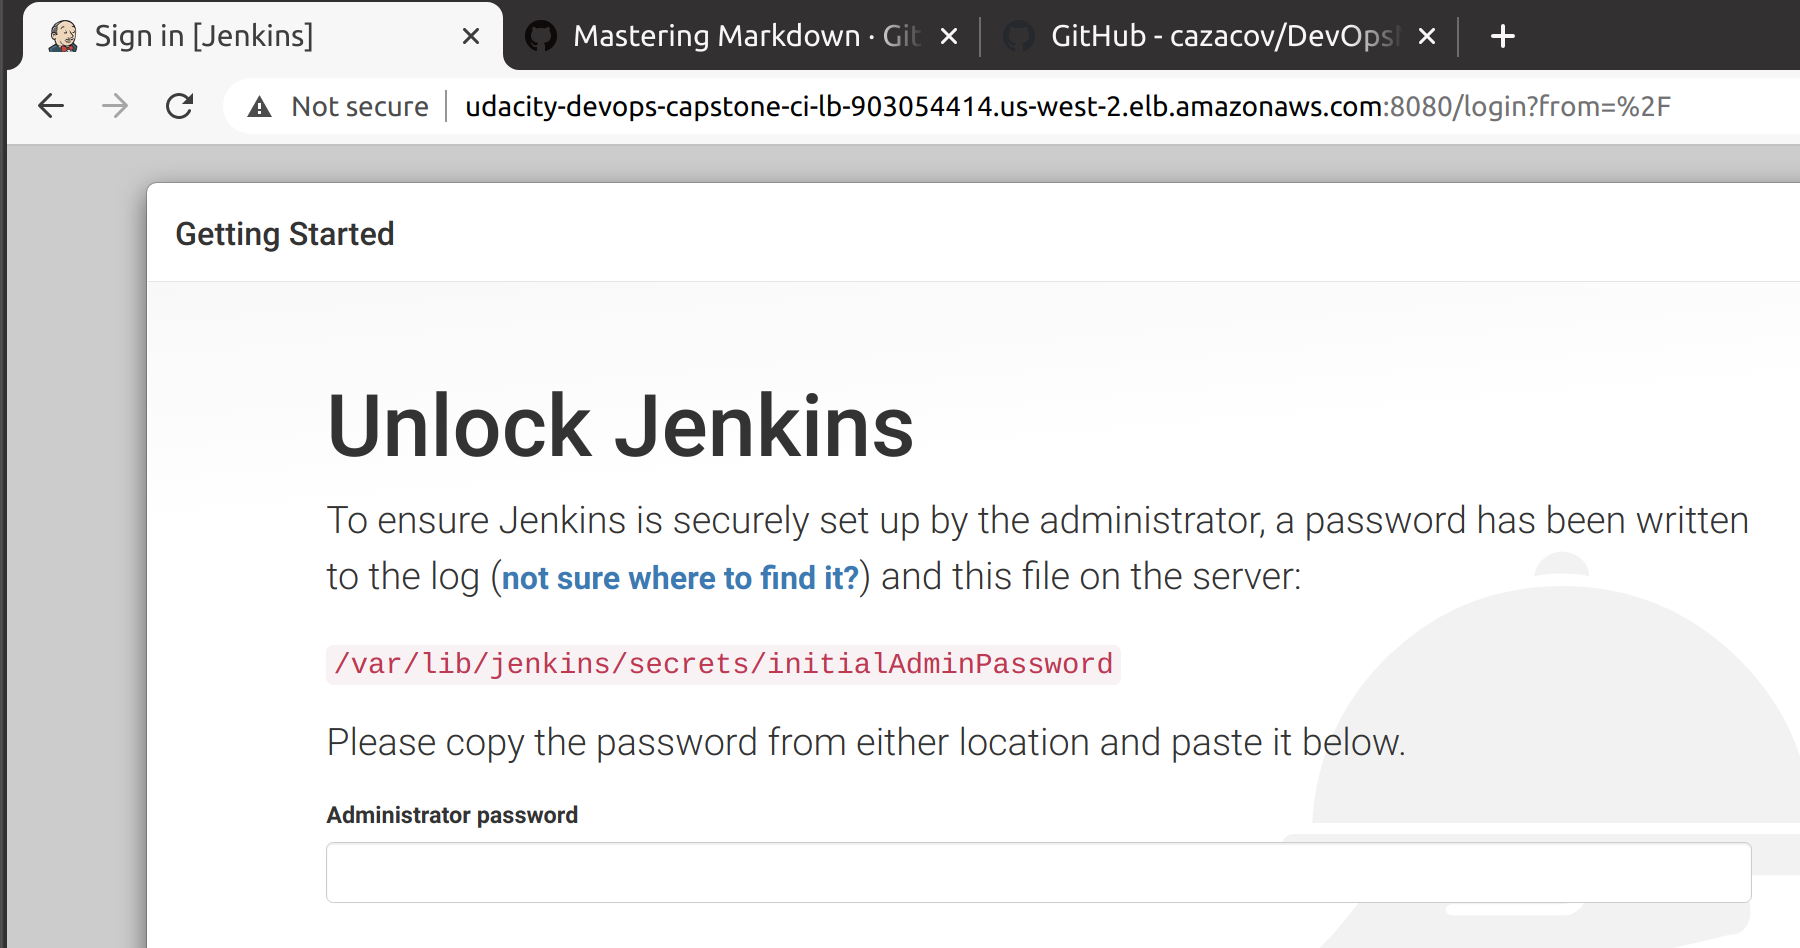 Sign in [Jenkins]
Mastering Markdown · Git
GitHub - cazacov/DevOps
Not secure
udacity-devops-capstone-ci-lb-903054414.us-west-2.elb.amazonaws.com:8080/login?from=%2F
Getting Started
Unlock Jenkins
To ensure Jenkins is securely set up by the administrator, a password has been written
to the log (not sure where to find it?) and this file on the server:
/var/lib/jenkins/secrets/initialAdminPassword
Please copy the password from either location and paste it below.
Administrator password